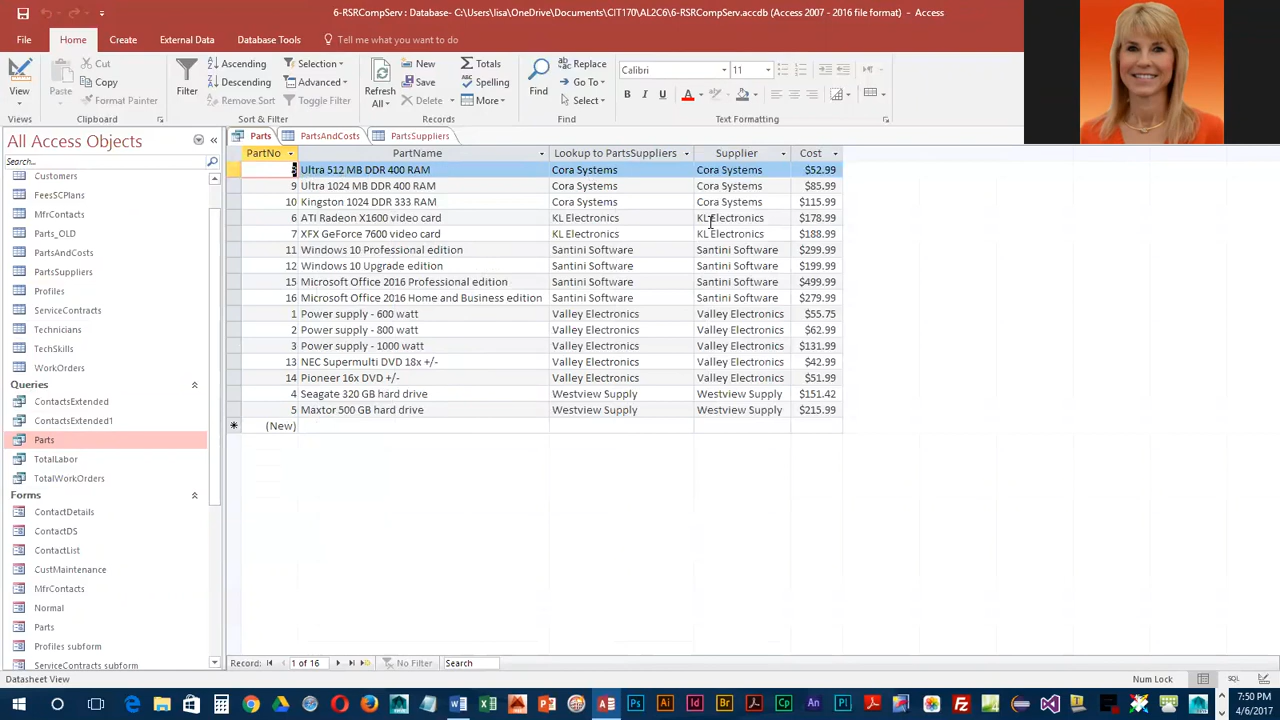 6-RSRCompServ : Database- C:\Users\lisa\OneDrive\Documents\CIT170\AL2C6\6-RSRCompServ.accdb (Access 2007 - 2016 file format) - Access
File Home Create External Data Database Tools Tell me what you want to do
View
Views
Paste
Cut
Copy
Format Painter
Clipboard
Filter
Ascending
Descending
Remove Sort
Selection
Advanced
Toggle Filter
Sort & Filter
Refresh All
New
Save
Delete
Totals
Spelling
More
Records
Find
Replace
Go To
Select
Find
Calibri 11
B I U A
Text Formatting
All Access Objects
Search...
Customers
FeesSCPlans
MfrContacts
Parts_OLD
PartsAndCosts
PartsSuppliers
Profiles
ServiceContracts
Technicians
TechSkills
WorkOrders
Queries
ContactsExtended
ContactsExtended1
Parts
TotalLabor
TotalWorkOrders
Forms
ContactDetails
ContactDS
ContactList
CustMaintenance
MfrContacts
Normal
Parts
Profiles subform
ServiceContracts subform
Parts PartsAndCosts PartsSuppliers
PartNo PartName Lookup to PartsSuppliers Supplier Cost
Ultra 512 MB DDR 400 RAM Cora Systems Cora Systems $52.99
9 Ultra 1024 MB DDR 400 RAM Cora Systems Cora Systems $85.99
10 Kingston 1024 DDR 333 RAM Cora Systems Cora Systems $115.99
6 ATI Radeon X1600 video card KL Electronics KL Electronics $178.99
7 XFX GeForce 7600 video card KL Electronics KL Electronics $188.99
11 Windows 10 Professional edition Santini Software Santini Software $299.99
12 Windows 10 Upgrade edition Santini Software Santini Software $199.99
15 Microsoft Office 2016 Professional edition Santini Software Santini Software $499.99
16 Microsoft Office 2016 Home and Business edition Santini Software Santini Software $279.99
1 Power supply - 600 watt Valley Electronics Valley Electronics $55.75
2 Power supply - 800 watt Valley Electronics Valley Electronics $62.99
3 Power supply - 1000 watt Valley Electronics Valley Electronics $131.99
13 NEC Supermulti DVD 18x +/- Valley Electronics Valley Electronics $42.99
14 Pioneer 16x DVD +/- Valley Electronics Valley Electronics $51.99
4 Seagate 320 GB hard drive Westview Supply Westview Supply $151.42
5 Maxtor 500 GB hard drive Westview Supply Westview Supply $215.99
(New)
Record: 1 of 16 No Filter Search
Datasheet View Num Lock SQL
7:50 PM
4/6/2017